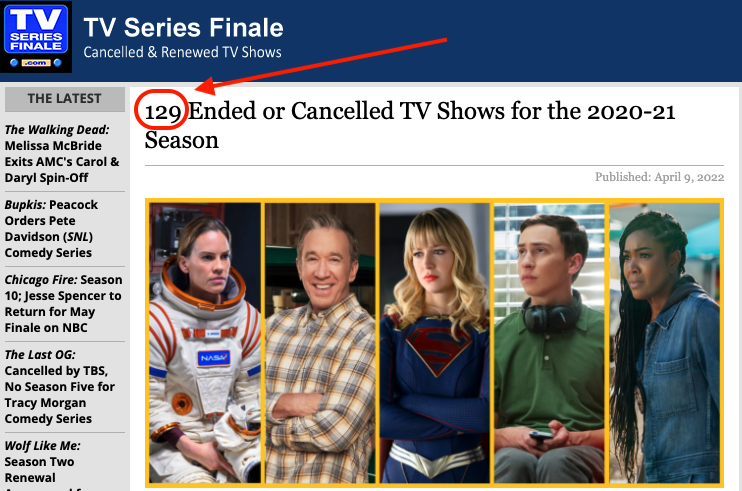 TV
SERIES
FINALE
.com
TV Series Finale
Cancelled & Renewed TV Shows
THE LATEST
The Walking Dead:
Melissa McBride
Exits AMC's Carol &
Daryl Spin-Off
Bupkis: Peacock
Orders Pete
Davidson (SNL)
Comedy Series
Chicago Fire: Season
10; Jesse Spencer to
Return for May
Finale on NBC
The Last OG:
Cancelled by TBS,
No Season Five for
Tracy Morgan
Comedy Series
Wolf Like Me:
Season Two
Renewal
129 Ended or Cancelled TV Shows for the 2020-21
Season
Published: April 9, 2022
NASA